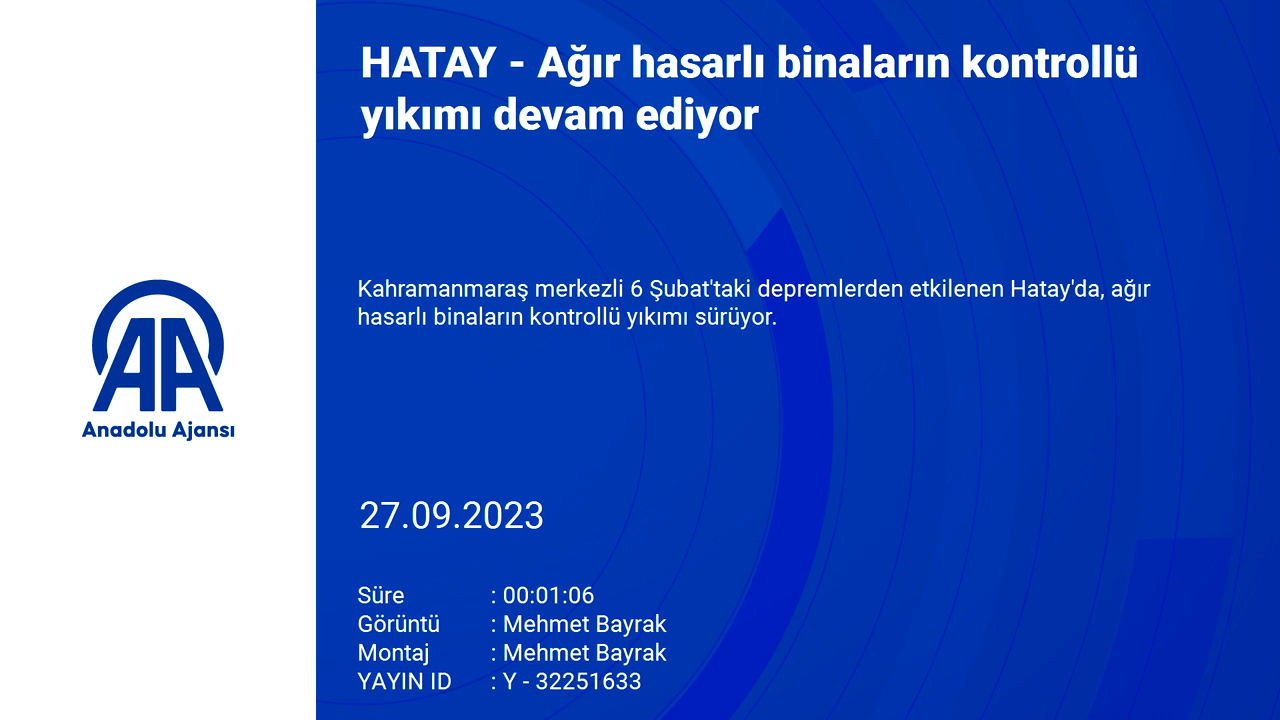 HATAY - Ağır hasarlı binaların kontrollü
yıkımı devam ediyor
Kahramanmaraş merkezli 6 Şubat'taki depremlerden etkilenen Hatay'da, ağır
hasarlı binaların kontrollü yıkımı sürüyor.
AA
Anadolu Ajansı
27.09.2023
Süre : 00:01:06
Görüntü : Mehmet Bayrak
Montaj : Mehmet Bayrak
YAYIN ID : Y - 32251633